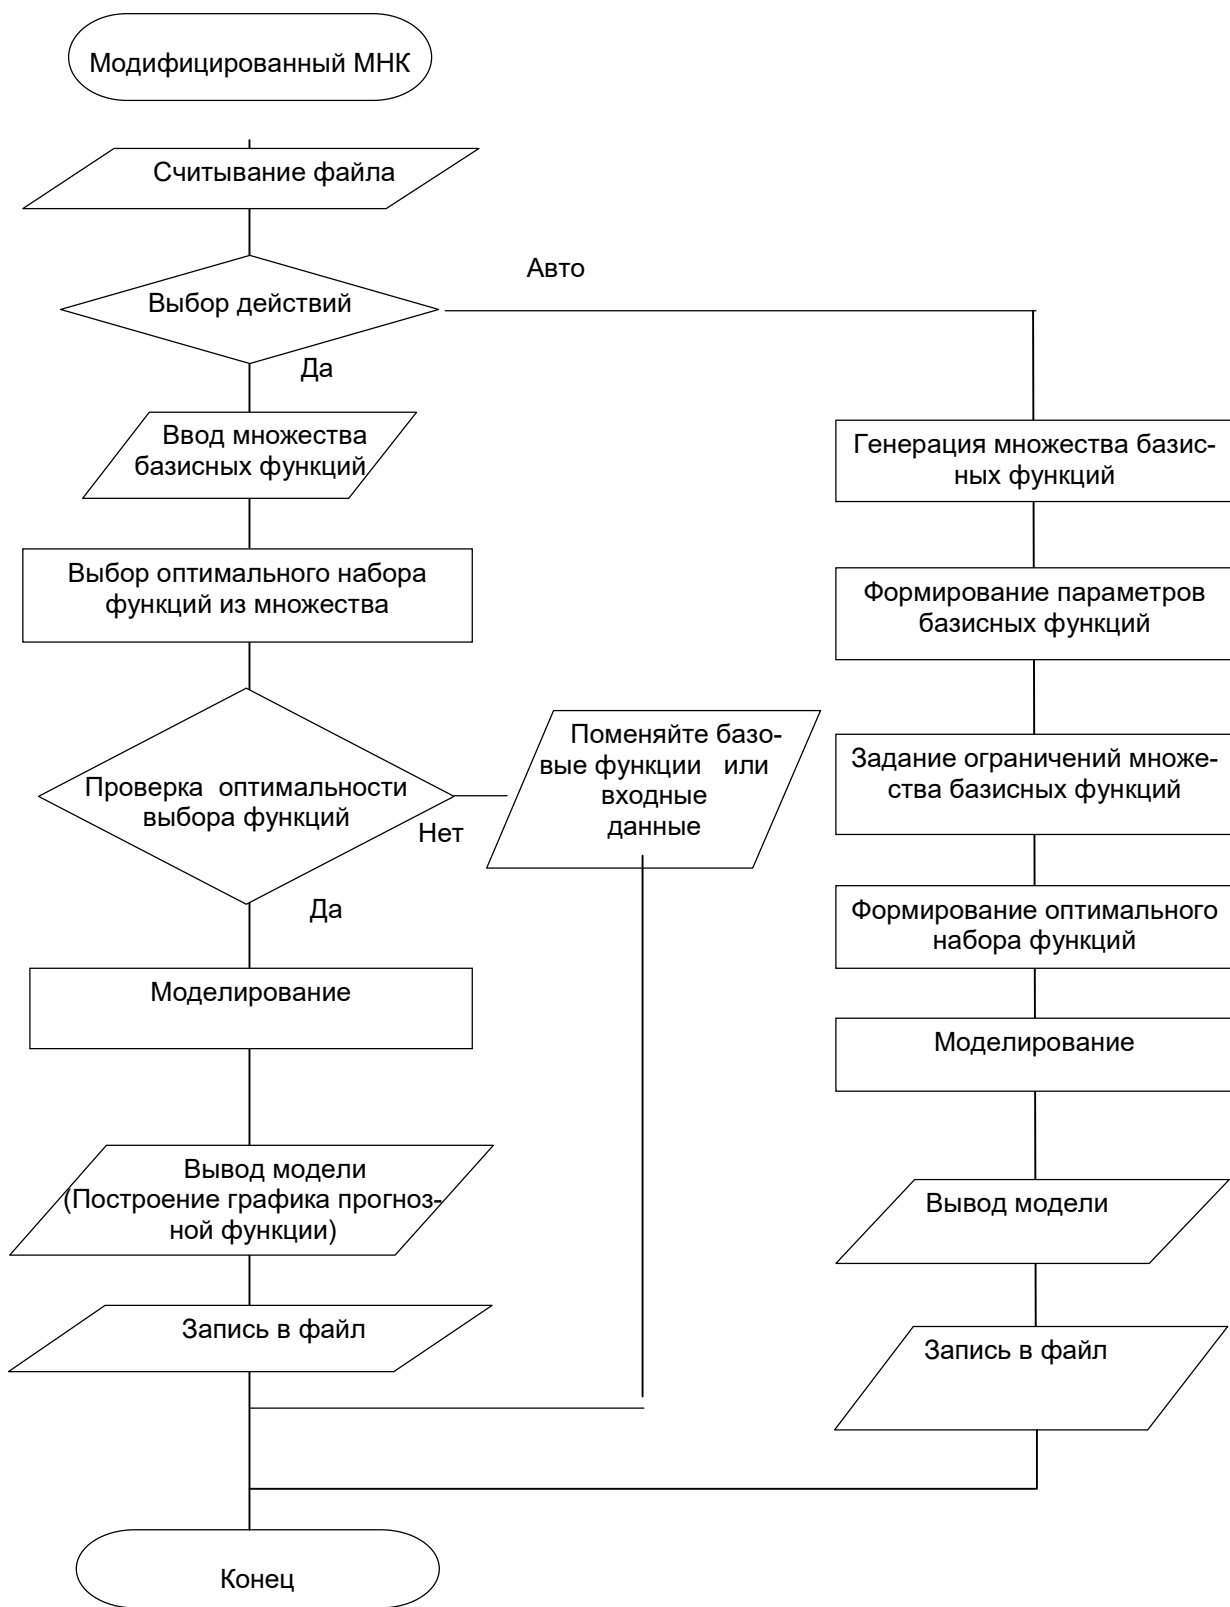 Модифицированный МНК
Считывание файла
Авто
Выбор действий
Да
Ввод множества
базисных функций
Выбор оптимального набора
функций из множества
Проверка оптимальности
выбора функций
Нет
Поменяйте базо-
вые функции или
входные
данные
Да
Моделирование
Вывод модели
(Построение графика прогноз-
ной функции)
Запись в файл
Генерация множества базис-
ных функций
Формирование параметров
базисных функций
Задание ограничений множе-
ства базисных функций
Формирование оптимального
набора функций
Моделирование
Вывод модели
Запись в файл
Конец